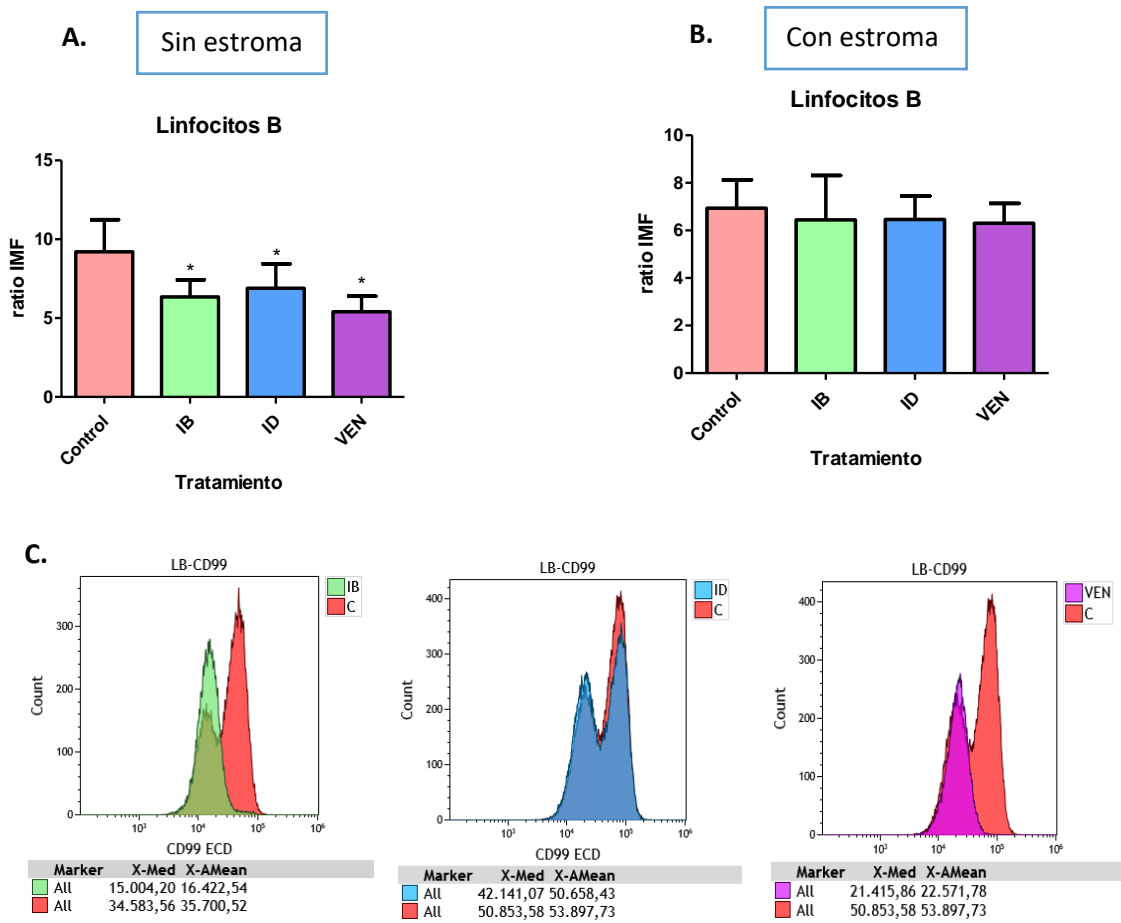 A.
Sin estroma
B.
Con estroma
Linfocitos B
15
10
5
0
ratio IMF
*
*
*
Control
IB
ID
VEN
Tratamiento
Linfocitos B
10
8
6
4
2
0
ratio IMF
Control
IB
ID
VEN
Tratamiento
C.
LB-CD99
IB
C
300
200
100
0
Count
10³
10⁴
10⁵
10⁶
CD99 ECD
Marker X-Med X-AMean
All 15.004,20 16.422,54
All 34.583,56 35.700,52
LB-CD99
ID
C
400
300
200
100
0
Count
10³
10⁴
10⁵
10⁶
CD99 ECD
Marker X-Med X-AMean
All 42.141,07 50.658,43
All 50.853,58 53.897,73
LB-CD99
VEN
C
400
300
200
100
0
Count
10³
10⁴
10⁵
10⁶
Marker X-Med X-AMean
All 21.415,86 22.571,78
All 50.853,58 53.897,73